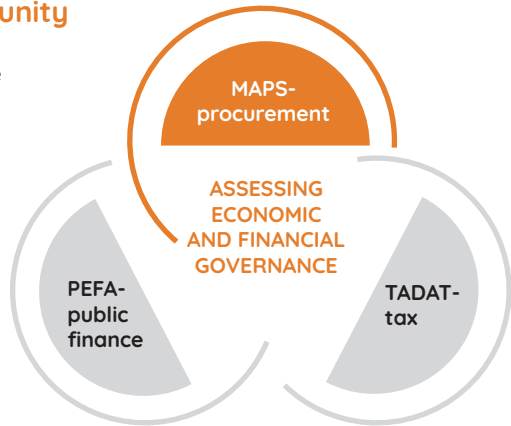 unity
MAPS-
procurement
ASSESSING
ECONOMIC
AND FINANCIAL
GOVERNANCE
PEFA-
public
finance
TADAT-
tax